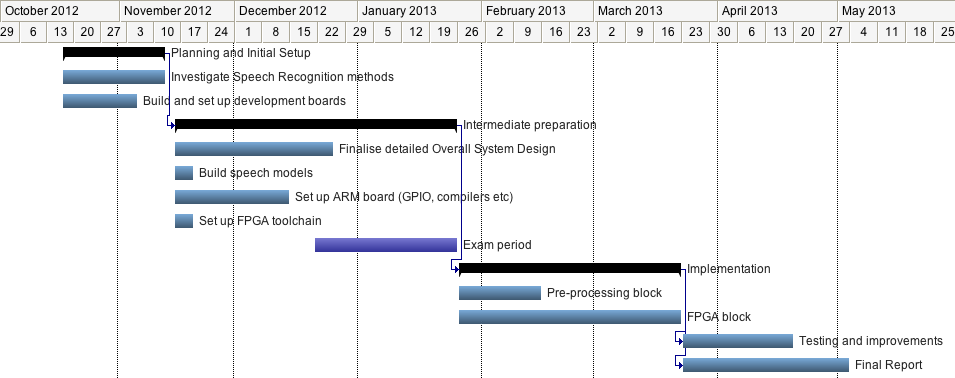 October 2012 November 2012 December 2012 January 2013 February 2013 March 2013 April 2013 May 2013
29 6 13 20 27 3 10 17 24 1 8 15 22 29 5 12 19 26 2 9 16 23 2 9 16 23 30 6 13 20 27 4 11 18 25
Planning and Initial Setup
Investigate Speech Recognition methods
Build and set up development boards
Intermediate preparation
Finalise detailed Overall System Design
Build speech models
Set up ARM board (GPIO, compilers etc)
Set up FPGA toolchain
Exam period
Implementation
Pre-processing block
FPGA block
Testing and improvements
Final Report